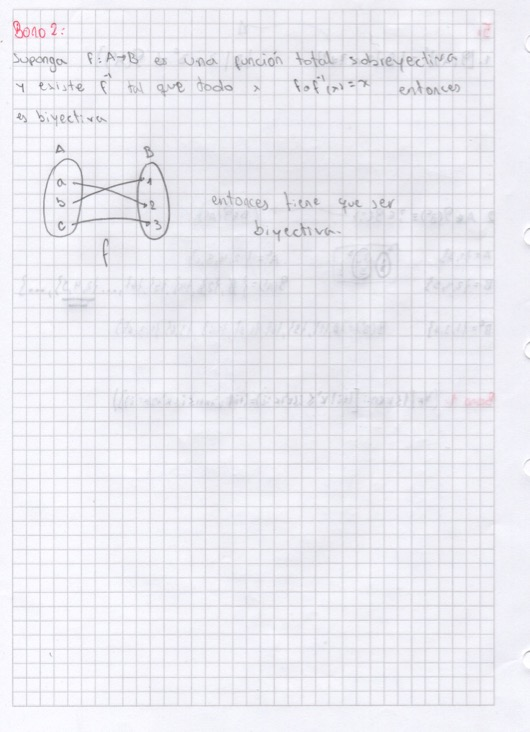 Bono 2:
Suponga f: A→B es una función total sobreyectiva
y existe f⁻¹ tal que todo x f∘f⁻¹(x)=x entonces
es biyectiva
A B
a 1
b 2
c 3
f
entonces tiene que ser
biyectiva.